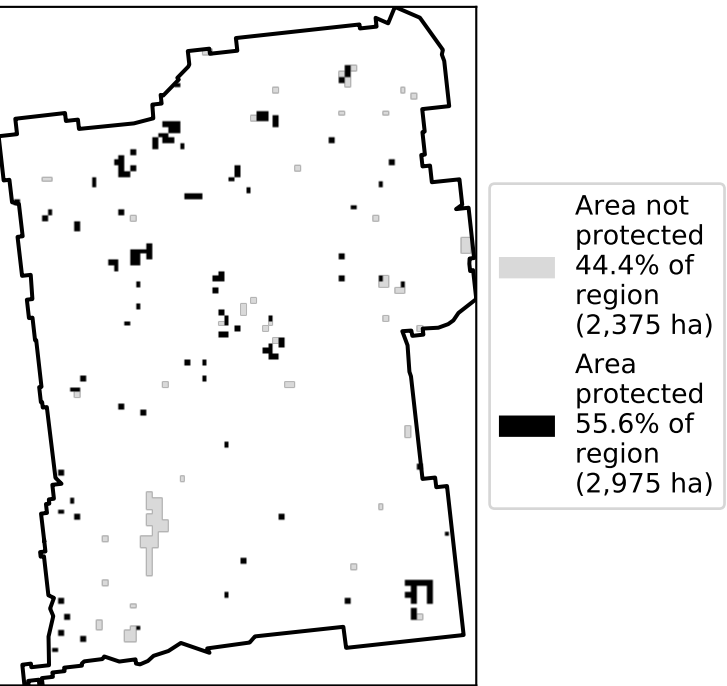 Area not
protected
44.4% of
region
(2,375 ha)
Area
protected
55.6% of
region
(2,975 ha)